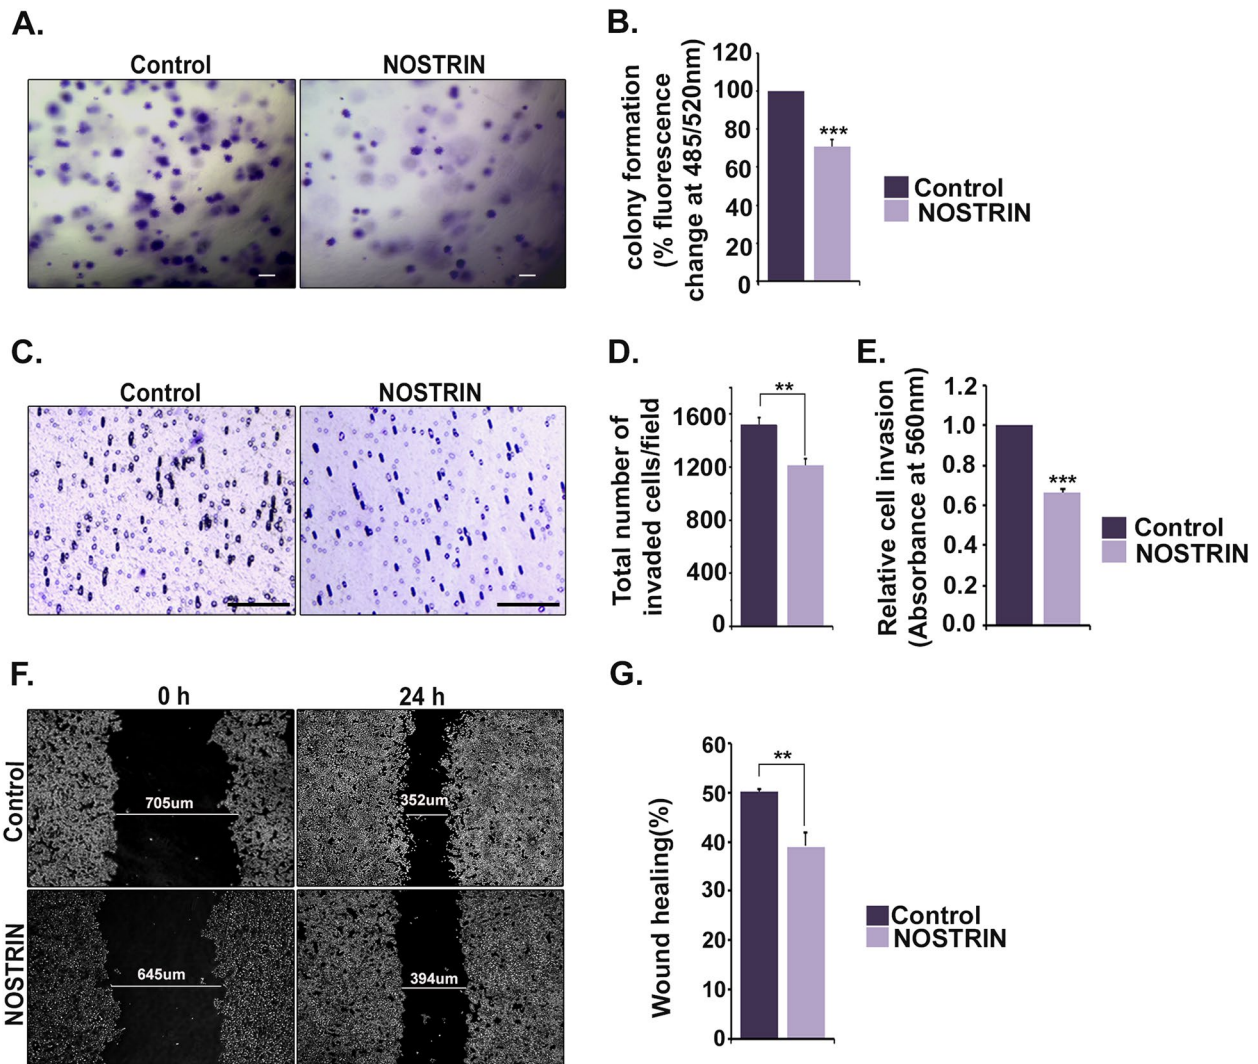 A.
Control
NOSTRIN
B.
colony formation
(% fluorescence
change at 485/520nm)
120
100
80
60
40
20
0
***
Control
NOSTRIN
C.
Control
NOSTRIN
D.
Total number of
invaded cells/field
1600
1200
800
400
0
**
E.
Relative cell invasion
(Absorbance at 560nm)
1.2
1.0
0.8
0.6
0.4
0.2
0.0
***
Control
NOSTRIN
F.
0 h
24 h
Control
705um
352um
NOSTRIN
645um
394um
G.
Wound healing(%)
60
50
40
30
20
10
0
**
Control
NOSTRIN